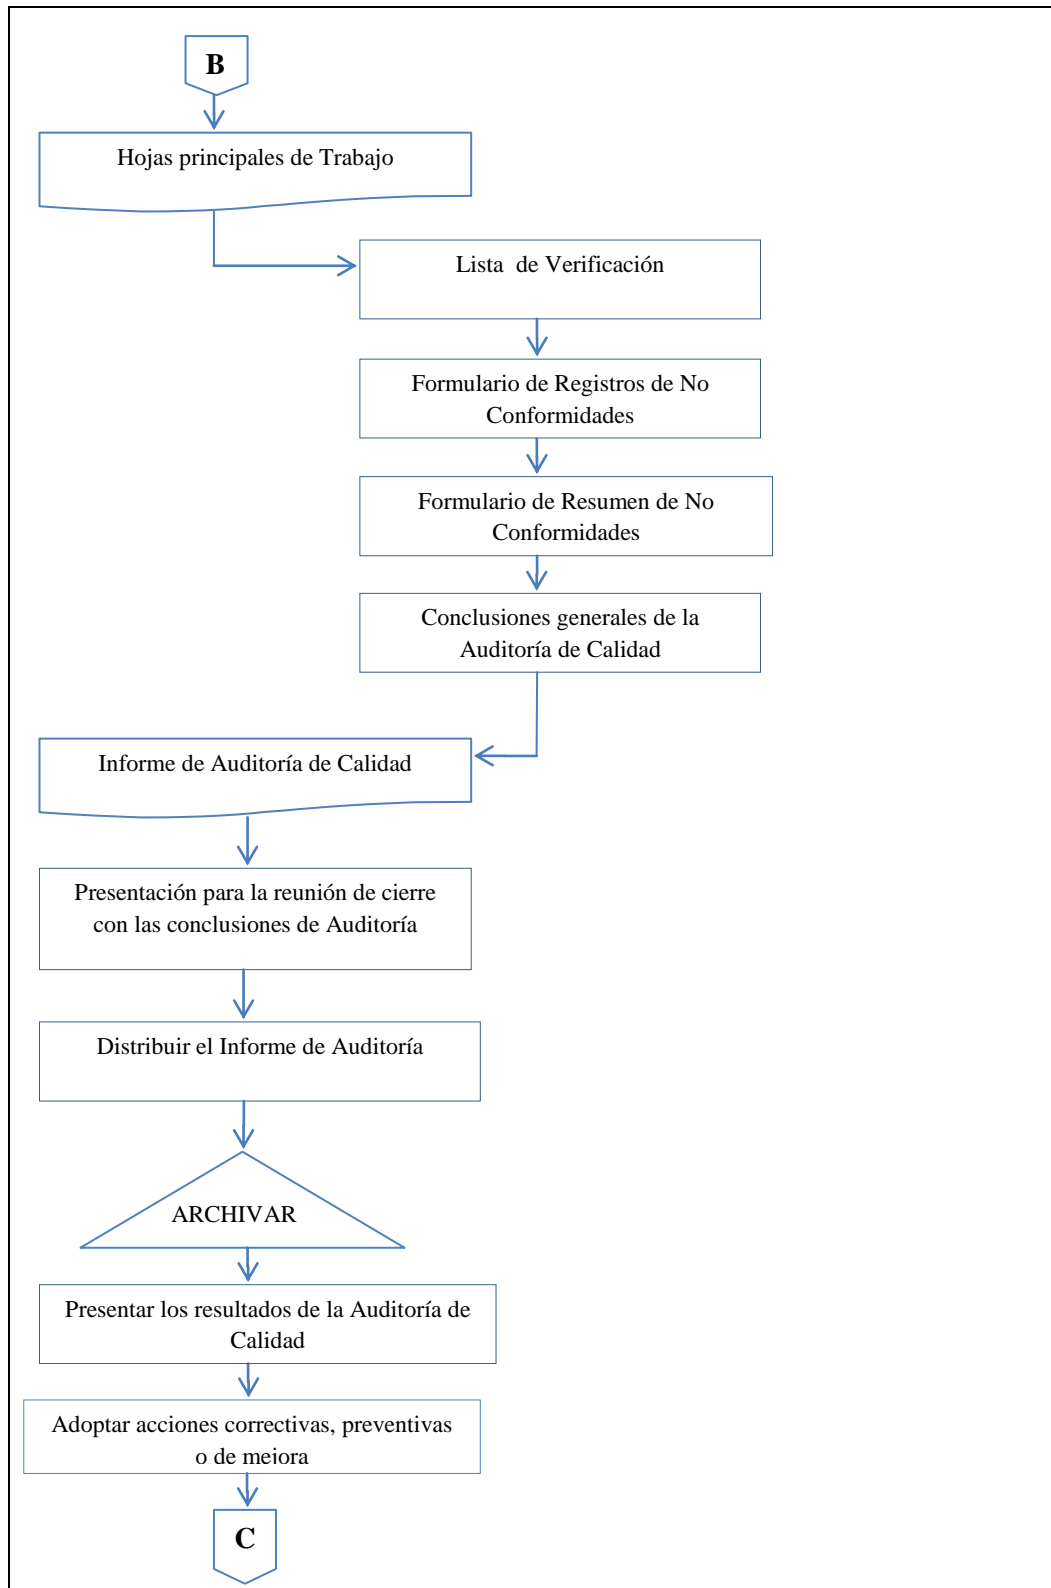 B
Hojas principales de Trabajo
Lista  de Verificación
Formulario de Registros de No
Conformidades
Formulario de Resumen de No
Conformidades
Conclusiones generales de la
Auditoría de Calidad
Informe de Auditoría de Calidad
Presentación para la reunión de cierre
con las conclusiones de Auditoría
Distribuir el Informe de Auditoría
ARCHIVAR
Presentar los resultados de la Auditoría de
Calidad
Adoptar acciones correctivas, preventivas
o de mejora
C